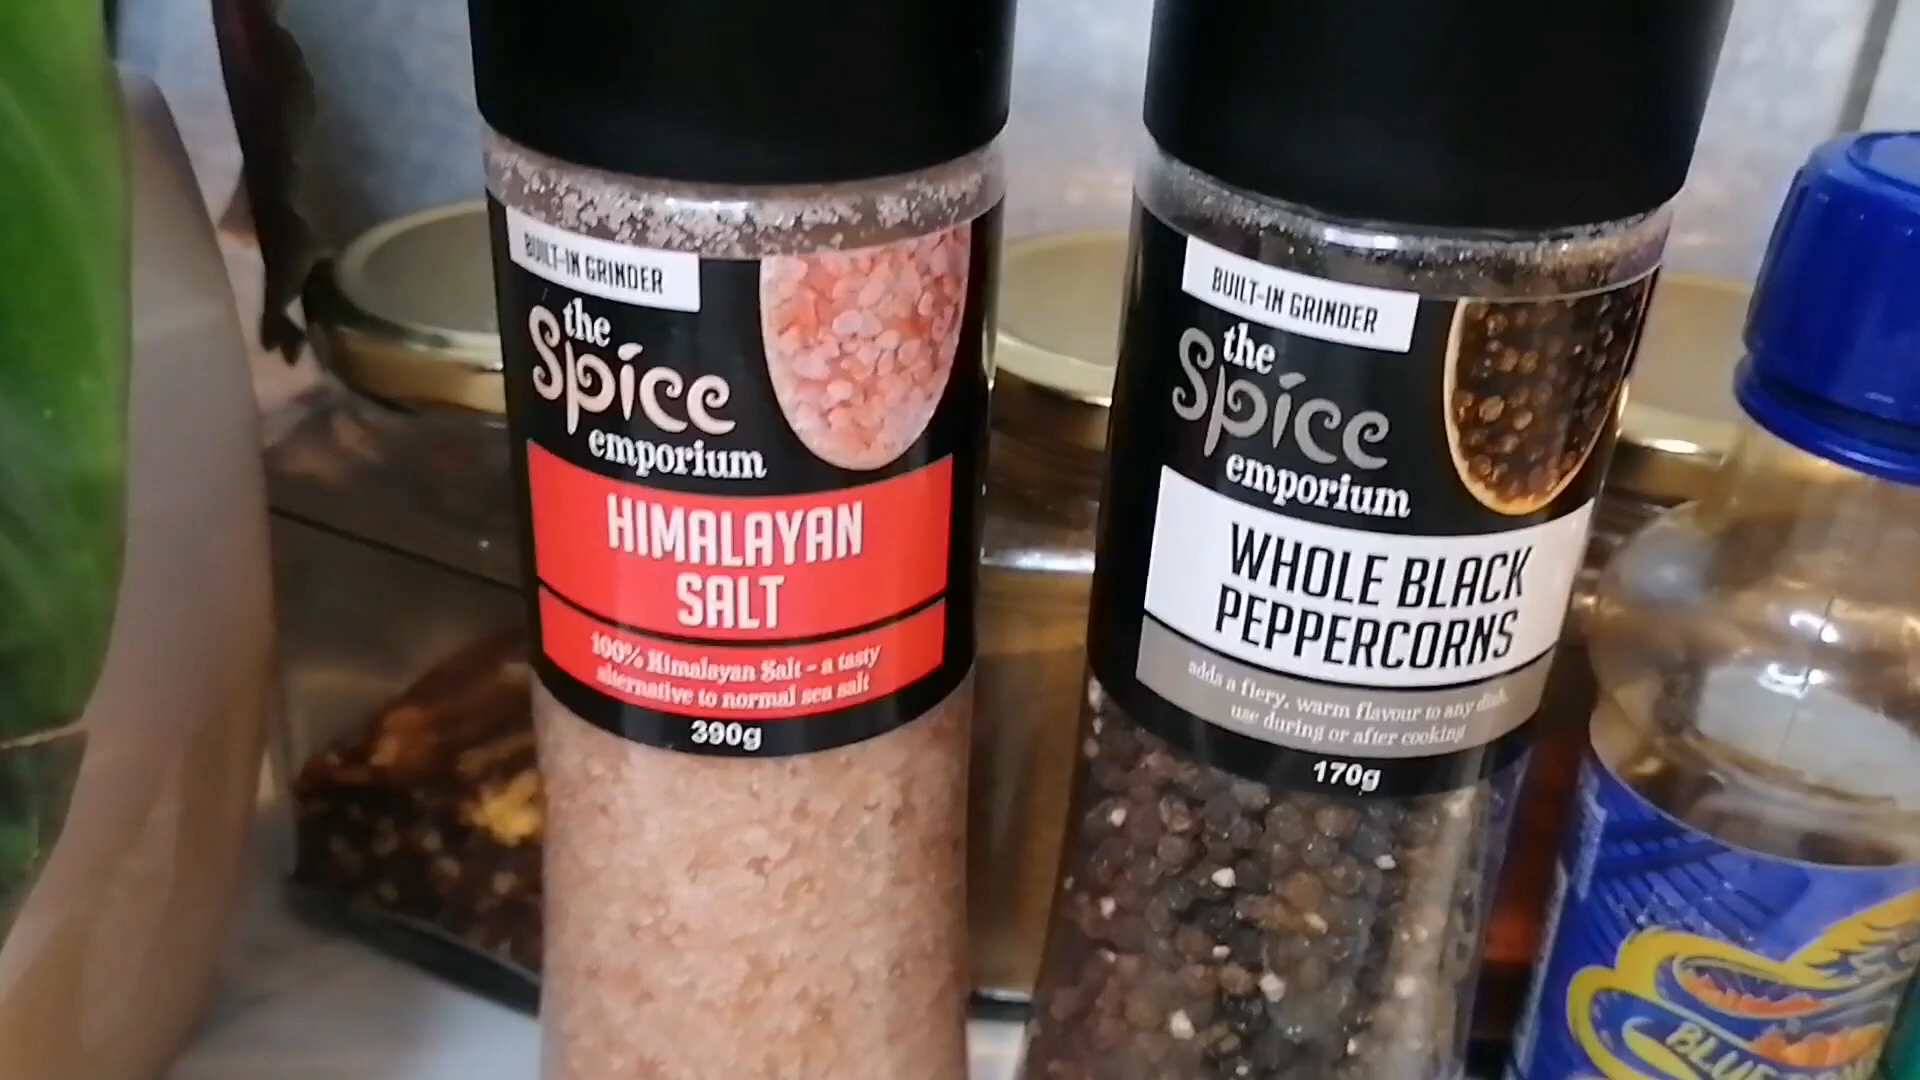 BUILT-IN GRINDER
the
Spice
emporium
HIMALAYAN
SALT
100% Himalayan Salt - a tasty
alternative to normal sea salt
390g
BUILT-IN GRINDER
the
Spice
emporium
WHOLE BLACK
PEPPERCORNS
adds a fiery, warm flavour to any dish,
use during or after cooking
170g